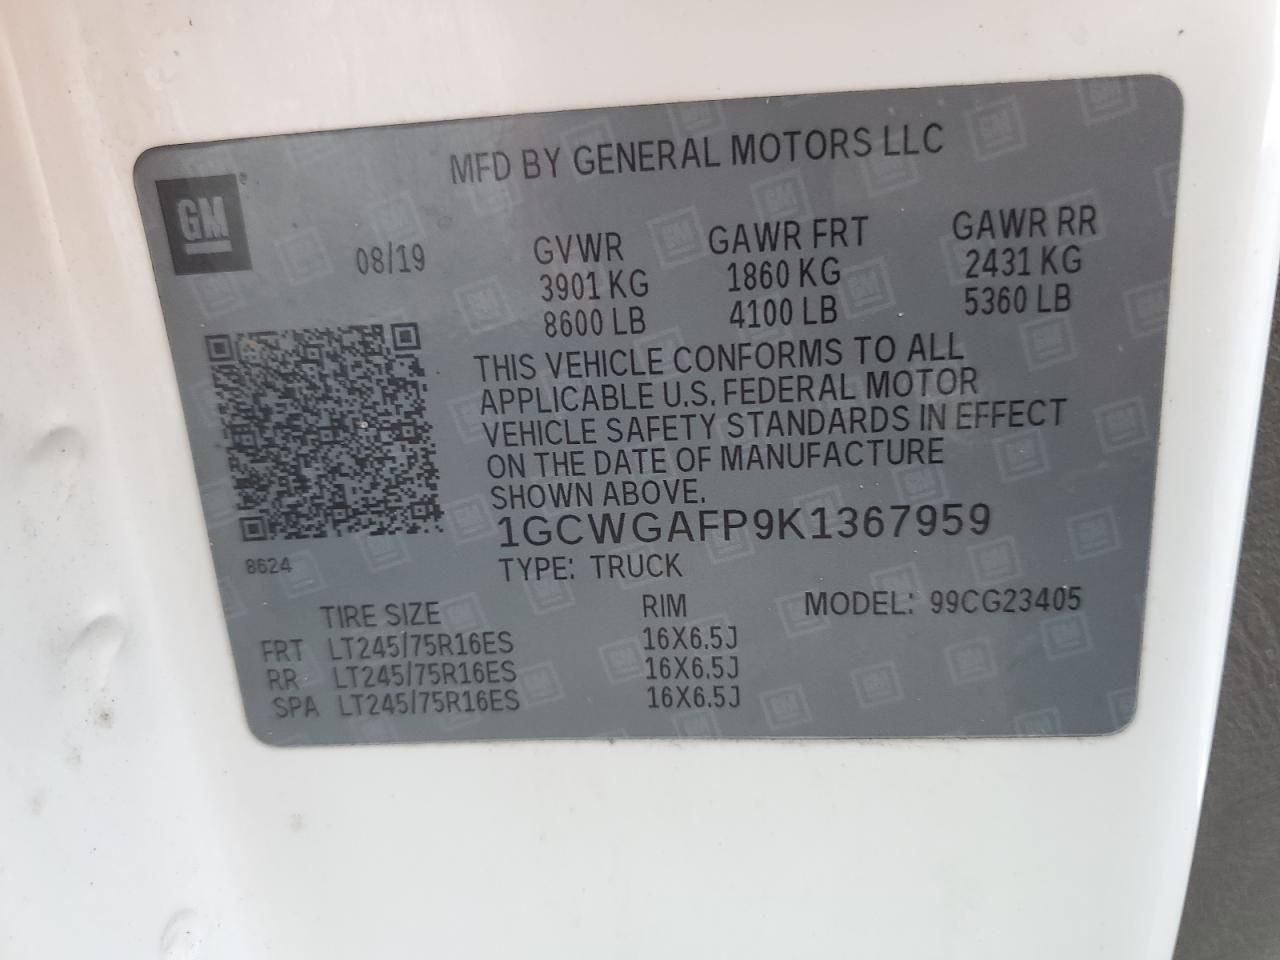 MFD BY GENERAL MOTORS LLC
GM
08/19
GVWR GAWR FRT GAWR RR
3901 KG 1860 KG 2431 KG
8600 LB 4100 LB 5360 LB
THIS VEHICLE CONFORMS TO ALL
APPLICABLE U.S. FEDERAL MOTOR
VEHICLE SAFETY STANDARDS IN EFFECT
ON THE DATE OF MANUFACTURE
SHOWN ABOVE.
1GCWGAFP9K1367959
8624
TYPE: TRUCK
TIRE SIZE RIM MODEL: 99CG23405
FRT LT245/75R16ES 16X6.5J
RR LT245/75R16ES 16X6.5J
SPA LT245/75R16ES 16X6.5J